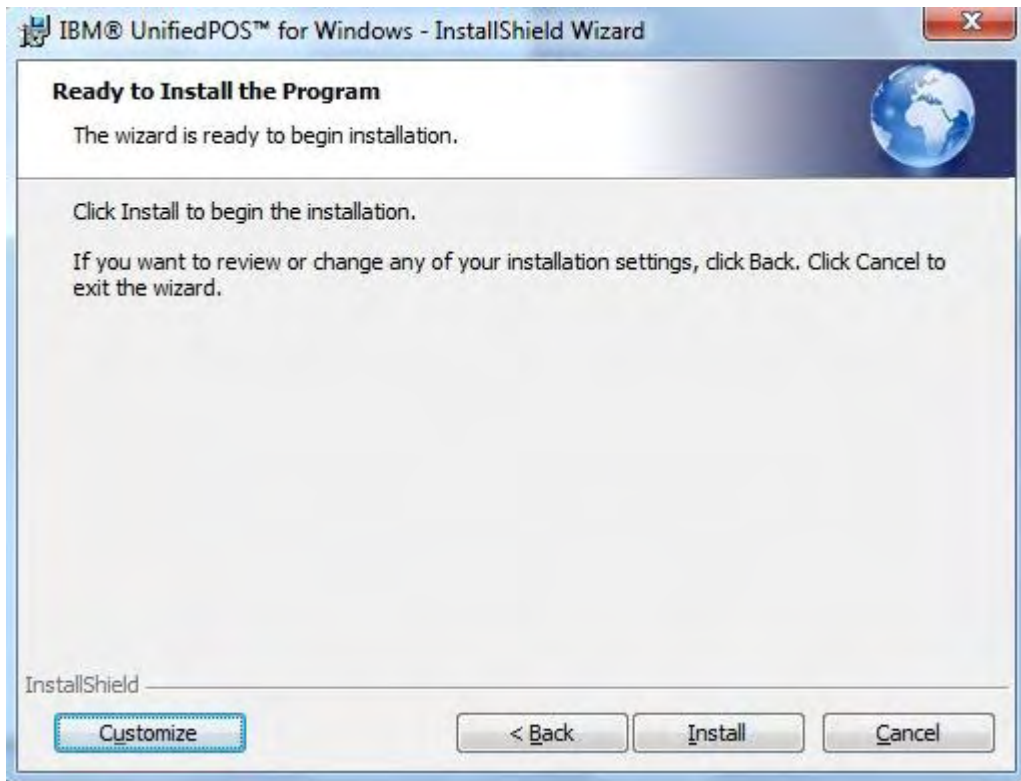 IBM® UnifiedPOS™ for Windows - InstallShield Wizard
Ready to Install the Program
The wizard is ready to begin installation.
Click Install to begin the installation.
If you want to review or change any of your installation settings, click Back. Click Cancel to
exit the wizard.
InstallShield
Customize
< Back
Install
Cancel